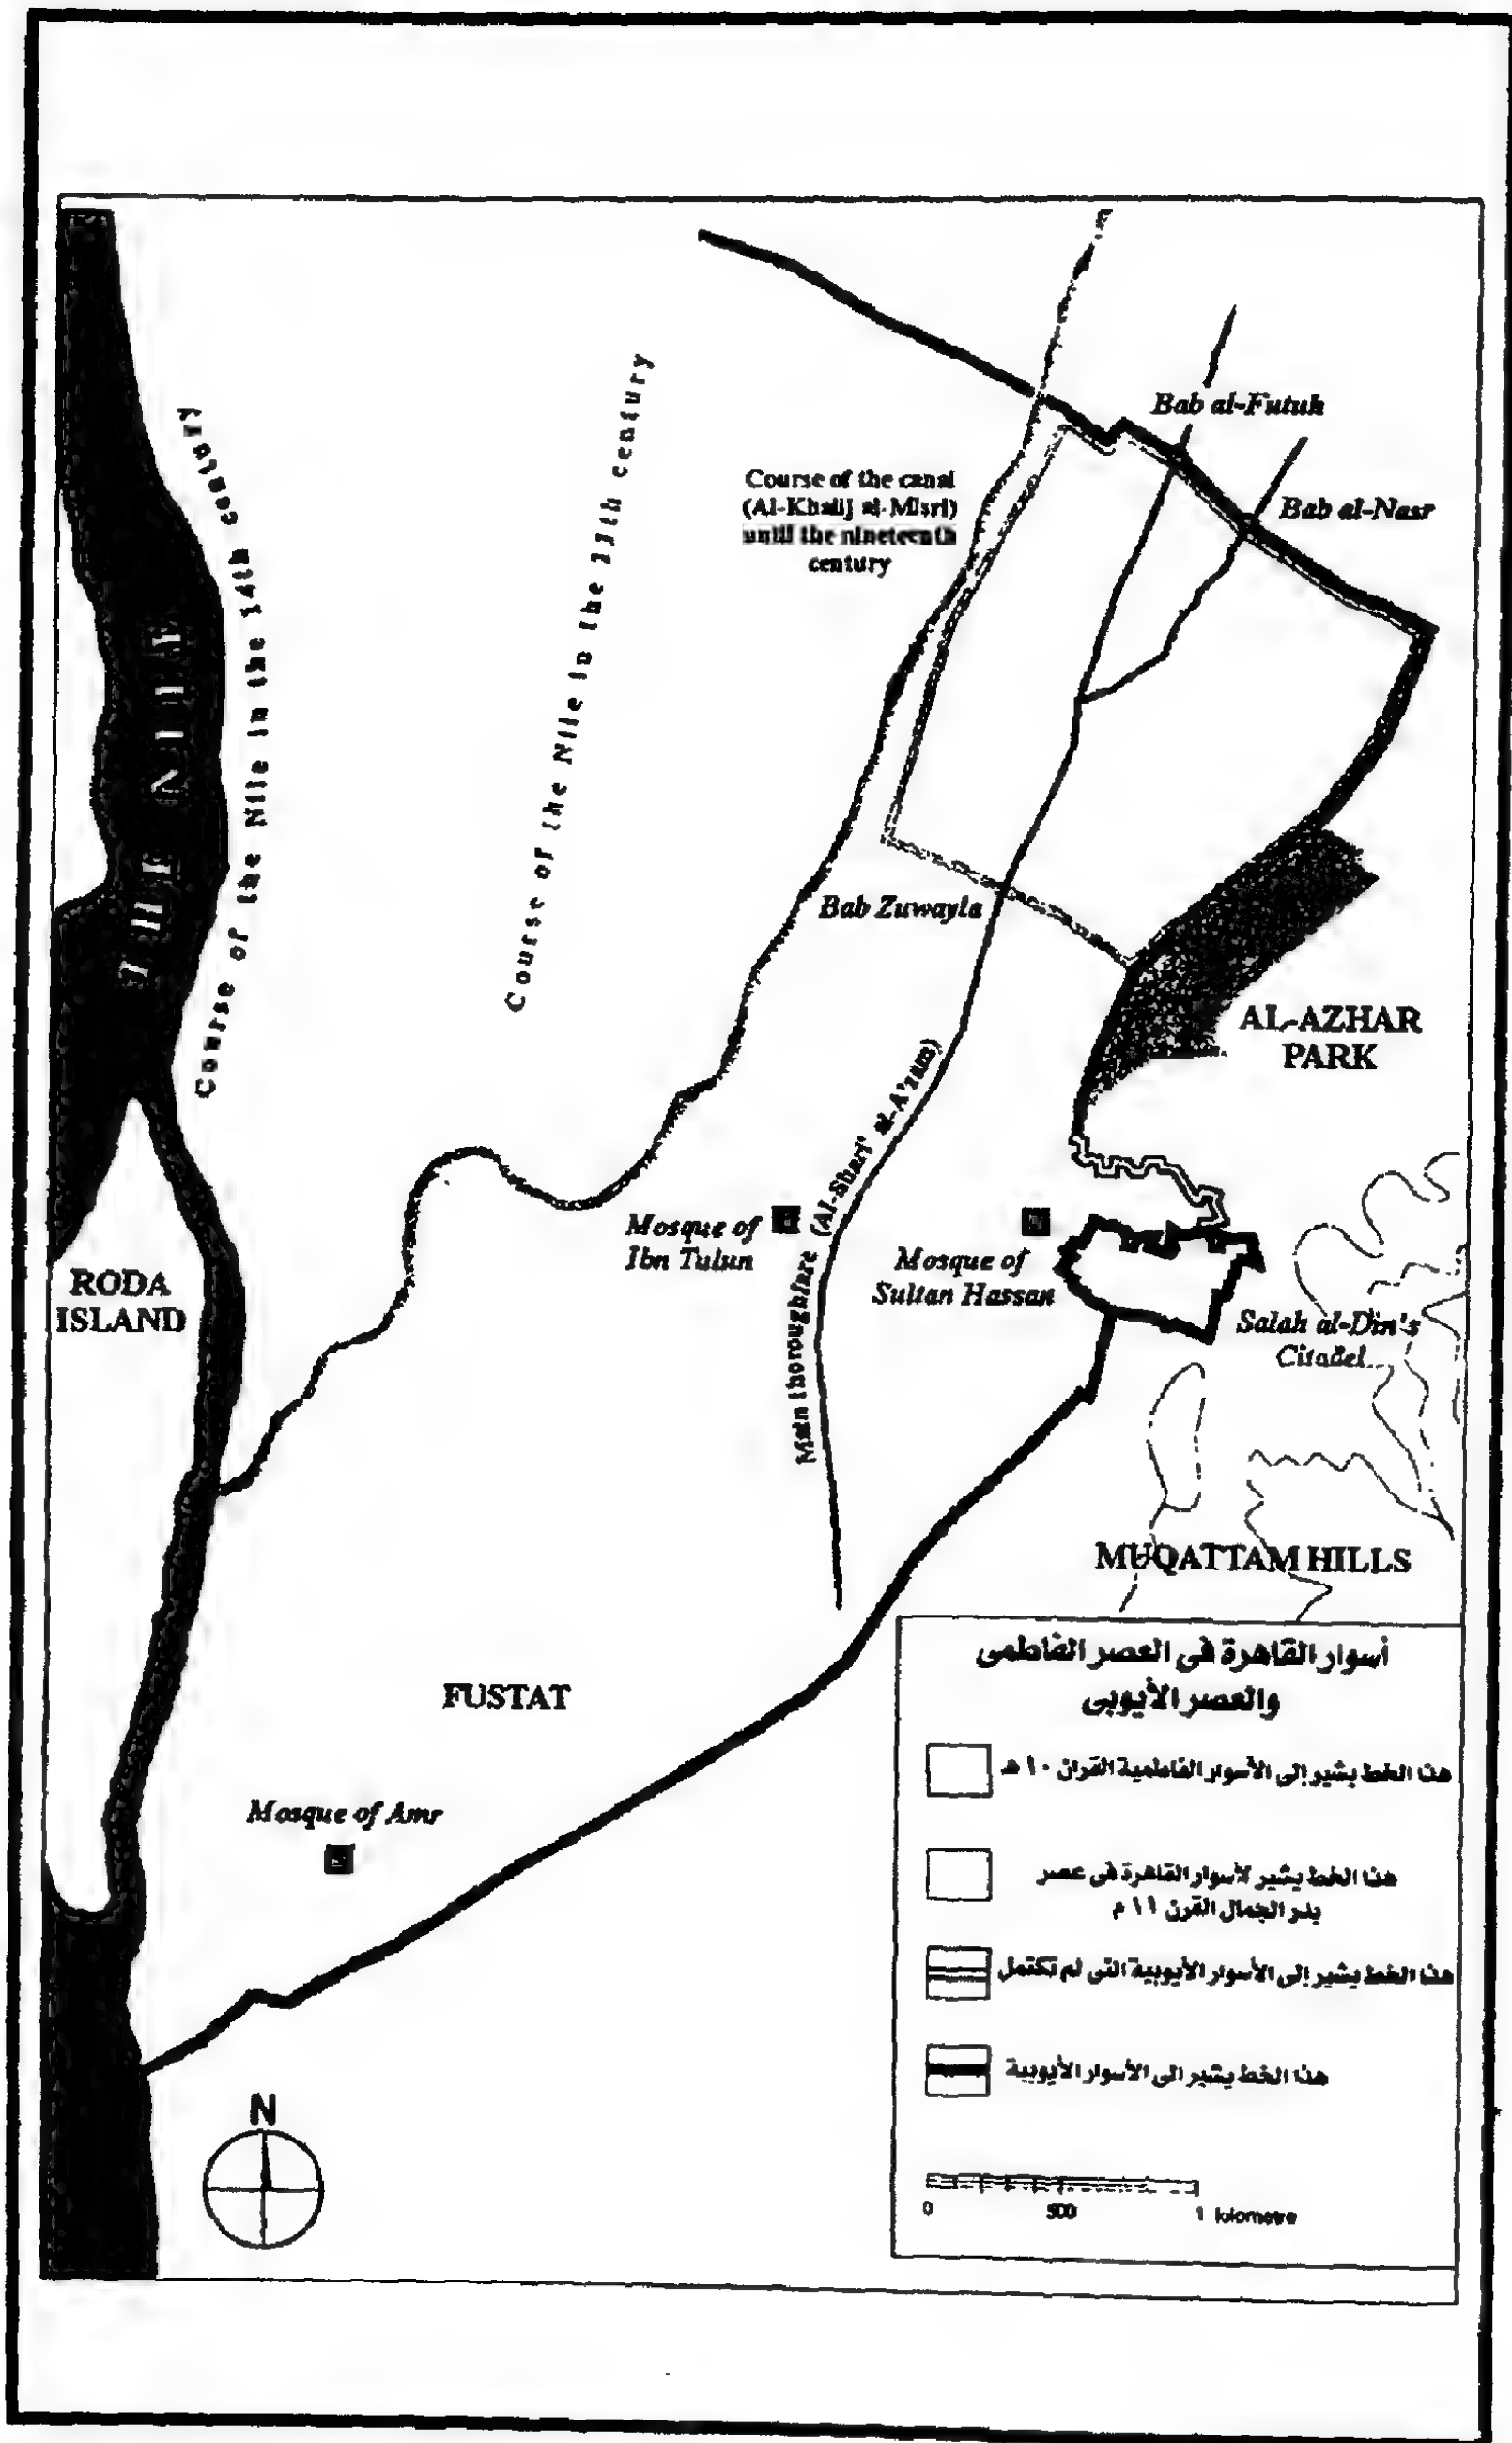 Bab al-Futuh
Course of the canal
(Al-Khalij al-Misri)
until the nineteenth
century
Bab al-Nasr
THE NILE
Course of the Nile in the 14th century
Course of the Nile in the 11th century
Bab Zuwayla
AL-AZHAR
PARK
Main thoroughfare (Al-Shari' al-A'zam)
Mosque of
Ibn Tulun
Mosque of
Sultan Hassan
RODA
ISLAND
Salah al-Din's
Citadel
MUQATTAM HILLS
FUSTAT
Mosque of Amr
N
أسوار القاهرة فى العصر الفاطمى
والعصر الأيوبى
هذا الخط يشير إلى الأسوار الفاطمية القران ١٠ هـ
هذا الخط يشير لأسوار القاهرة فى عصر
بدر الجمال القرن ١١ م
هذا الخط يشير إلى الأسوار الأيوبية التى لم تكتمل
هذا الخط يشير الى الأسوار الأيوبية
0 500 1 kilometre